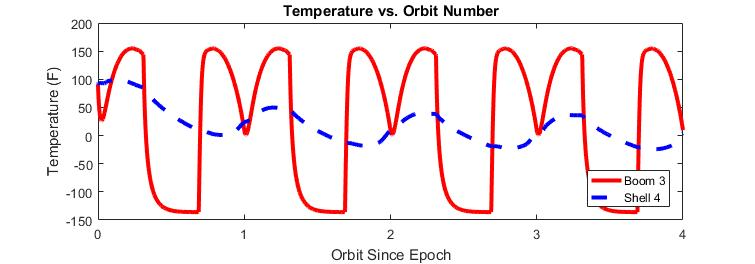 Temperature vs. Orbit Number
Temperature (F)
200
150
100
50
0
-50
-100
-150
0
1
2
3
4
Boom 3
Shell 4
Orbit Since Epoch